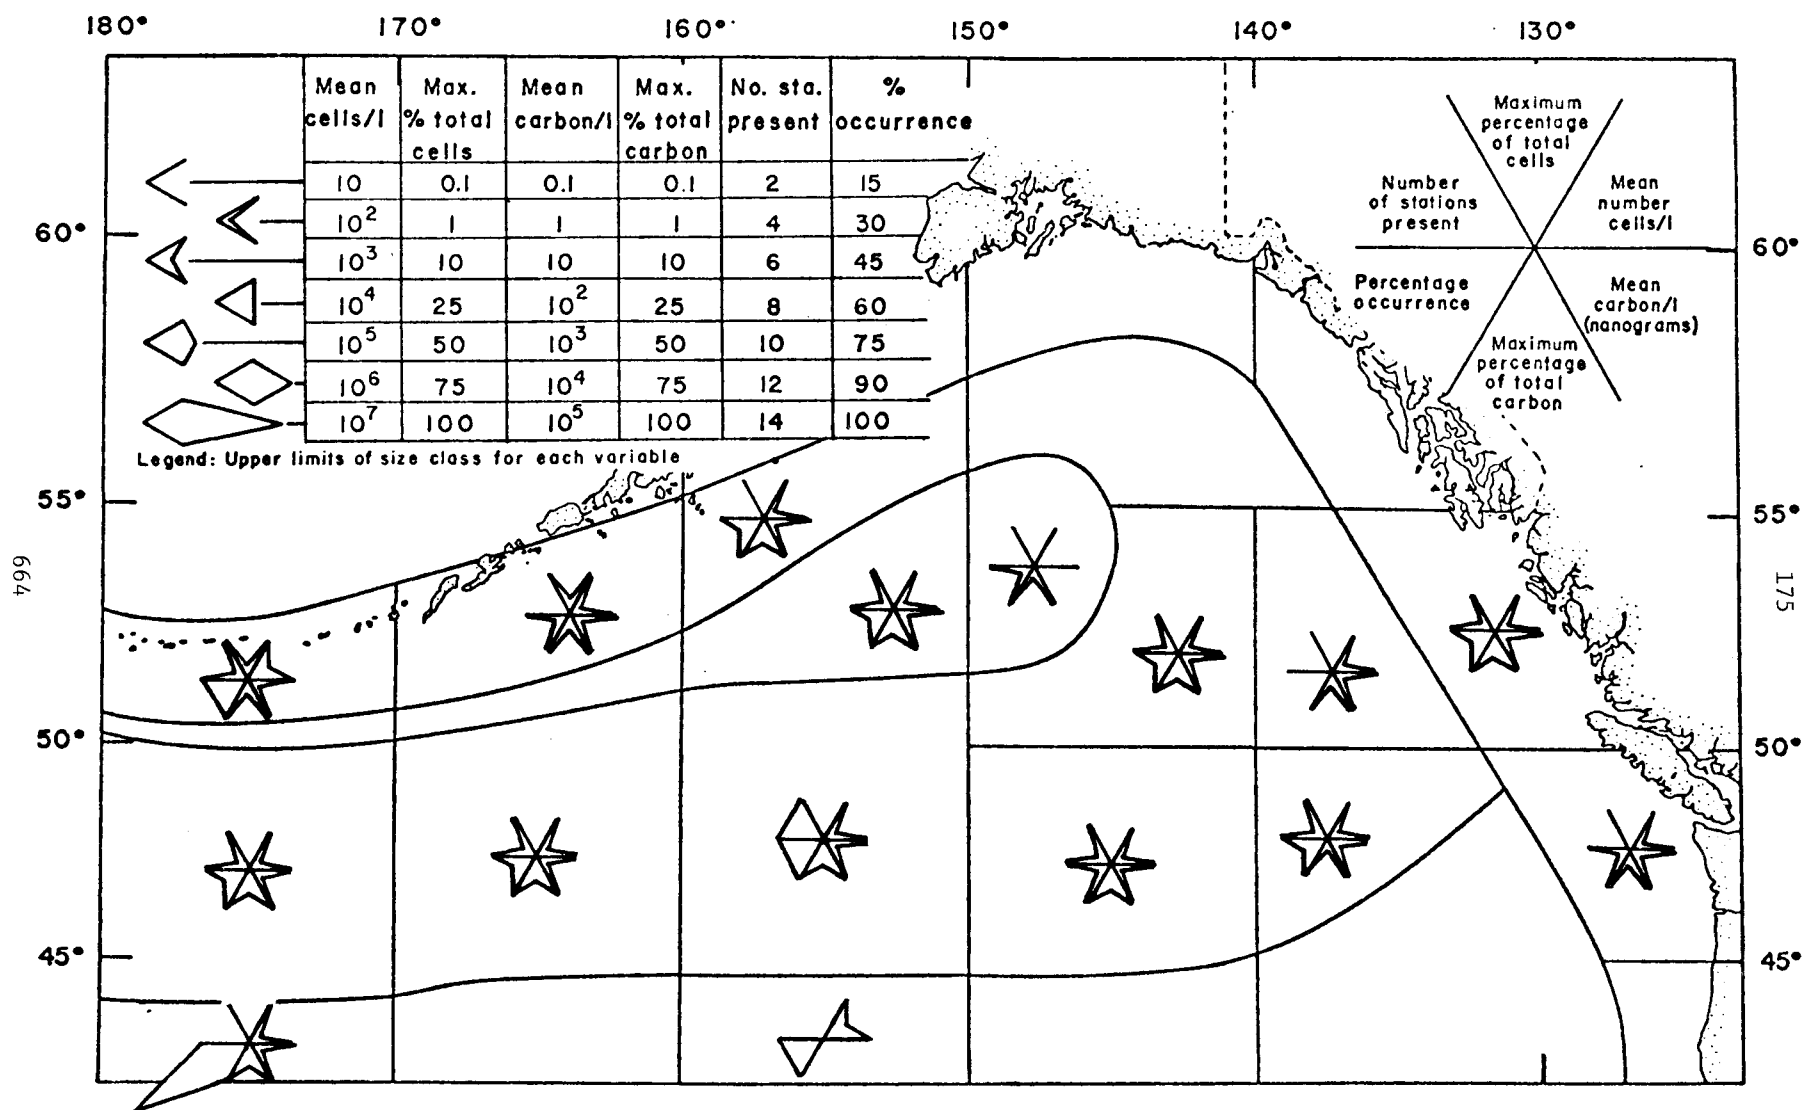 180° 170° 160° 150° 140° 130°
Mean Max. Mean Max. No. sta. %
cells/l % total carbon/l % total present occurrence
cells carbon
10 0.1 0.1 0.1 2 15
10² 1 1 1 4 30
10³ 10 10 10 6 45
10⁴ 25 10² 25 8 60
10⁵ 50 10³ 50 10 75
10⁶ 75 10⁴ 75 12 90
10⁷ 100 10⁵ 100 14 100
Legend: Upper limits of size class for each variable
Maximum
percentage
of total
cells
Number
of stations
present
Mean
number
cells/l
Percentage
occurrence
Mean
carbon/l
(nanograms)
Maximum
percentage
of total
carbon
60° 60°
55° 55°
50° 50°
45° 45°
664
175